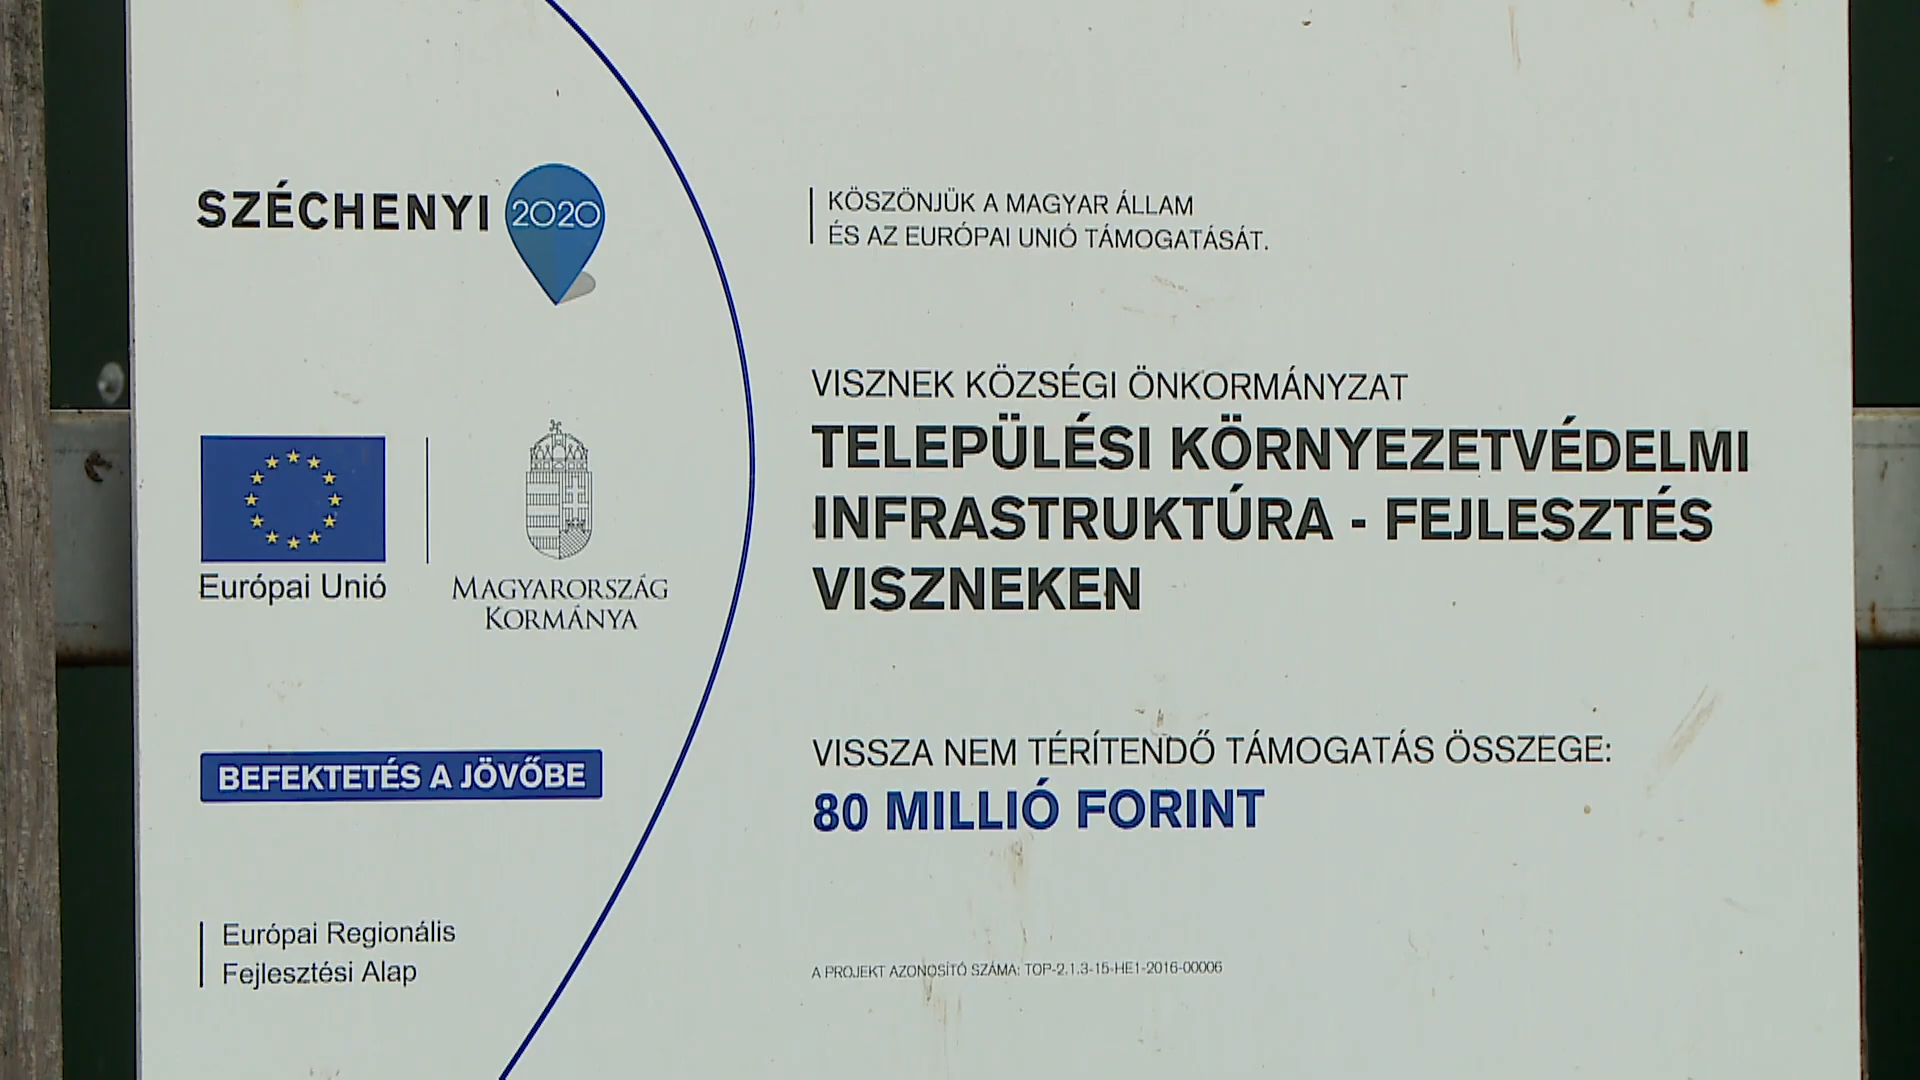 SZÉCHENYI 2020
Európai Unió
MAGYARORSZÁG
KORMÁNYA
BEFEKTETÉS A JÖVŐBE
Európai Regionális
Fejlesztési Alap
KÖSZÖNJÜK A MAGYAR ÁLLAM
ÉS AZ EURÓPAI UNIÓ TÁMOGATÁSÁT.
VISZNEK KÖZSÉGI ÖNKORMÁNYZAT
TELEPÜLÉSI KÖRNYEZETVÉDELMI
INFRASTRUKTÚRA - FEJLESZTÉS
VISZNEKEN
VISSZA NEM TÉRÍTENDŐ TÁMOGATÁS ÖSSZEGE:
80 MILLIÓ FORINT
A PROJEKT AZONOSÍTÓ SZÁMA: TOP-2.1.3-15-HE1-2016-00006